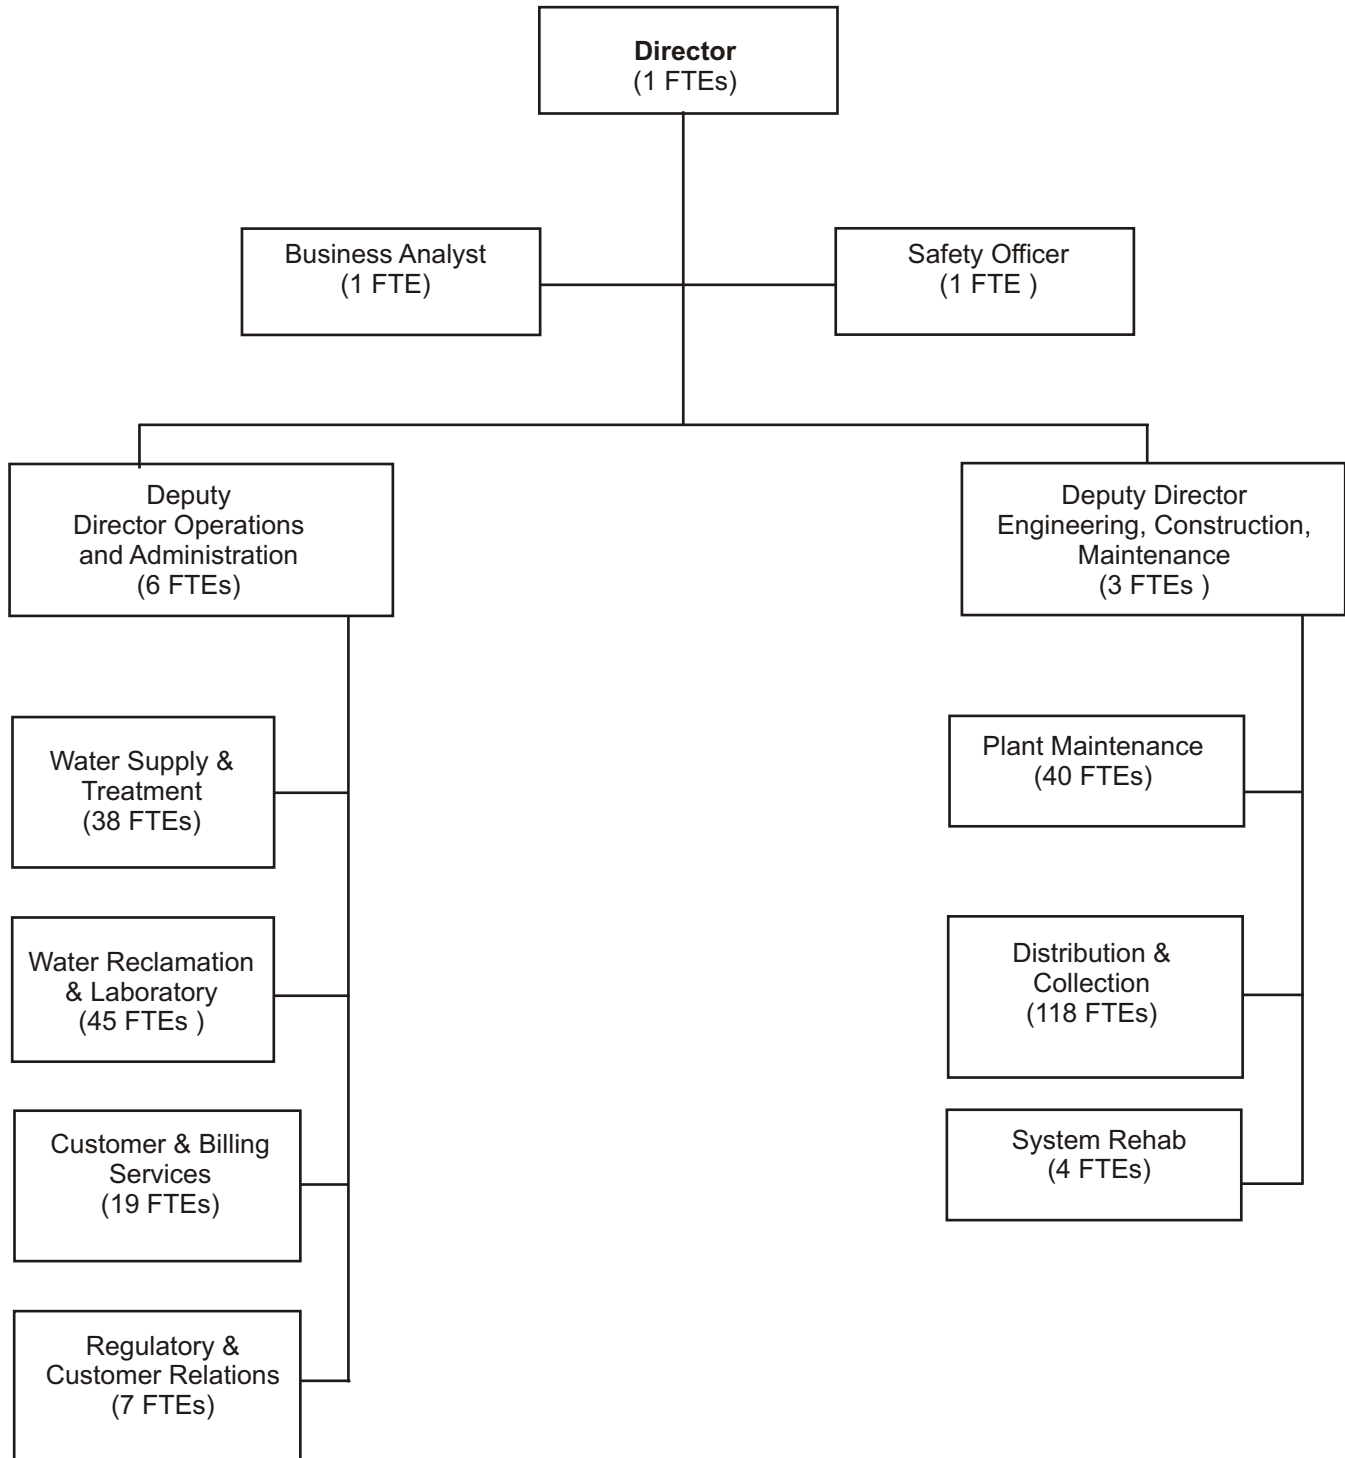 Director
(1 FTEs)
Business Analyst
(1 FTE)
Safety Officer
(1 FTE )
Deputy
Director Operations
and Administration
(6 FTEs)
Deputy Director
Engineering, Construction,
Maintenance
(3 FTEs )
Water Supply &
Treatment
(38 FTEs)
Plant Maintenance
(40 FTEs)
Water Reclamation
& Laboratory
(45 FTEs )
Distribution &
Collection
(118 FTEs)
Customer & Billing
Services
(19 FTEs)
System Rehab
(4 FTEs)
Regulatory &
Customer Relations
(7 FTEs)